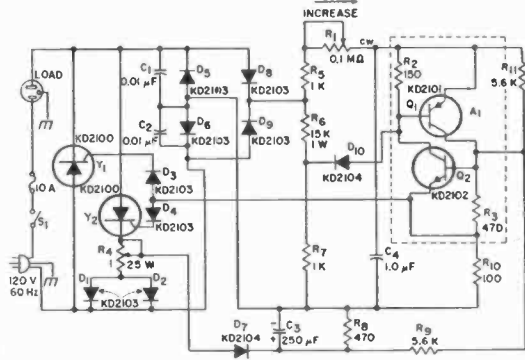 INCREASE
R1
CW
0.1 MΩ
LOAD
C1
0.01 µF
D5
KD2103
D8
R5
1 K
R2
150
R11
5.6 K
KD2101
Q1
A1
C2
0.01 µF
D6
KD2103
D9
KD2103
R6
15 K
1 W
D10
KD2104
Q2
KD2102
10 A
S1
KD2100
Y1
KD2100
Y2
D3
KD2103
D4
KD2103
R3
470
R4
1
25 W
R7
1 K
C4
1.0 µF
R10
100
120 V
60 Hz
D1
D2
KD2103
D7
KD2104
C3
250 µF
R8
470
R9
5.6 K